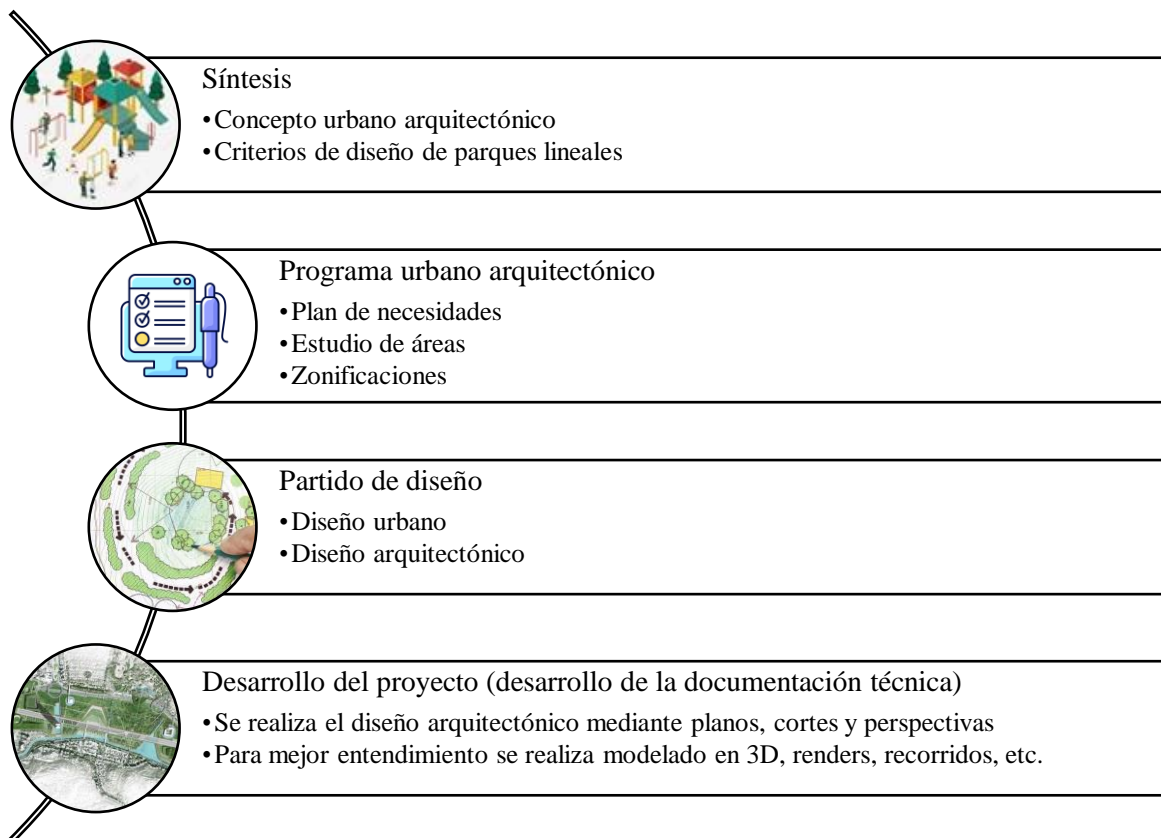 Síntesis
•Concepto urbano arquitectónico
•Criterios de diseño de parques lineales
Programa urbano arquitectónico
•Plan de necesidades
•Estudio de áreas
•Zonificaciones
Partido de diseño
•Diseño urbano
•Diseño arquitectónico
Desarrollo del proyecto (desarrollo de la documentación técnica)
•Se realiza el diseño arquitectónico mediante planos, cortes y perspectivas
•Para mejor entendimiento se realiza modelado en 3D, renders, recorridos, etc.